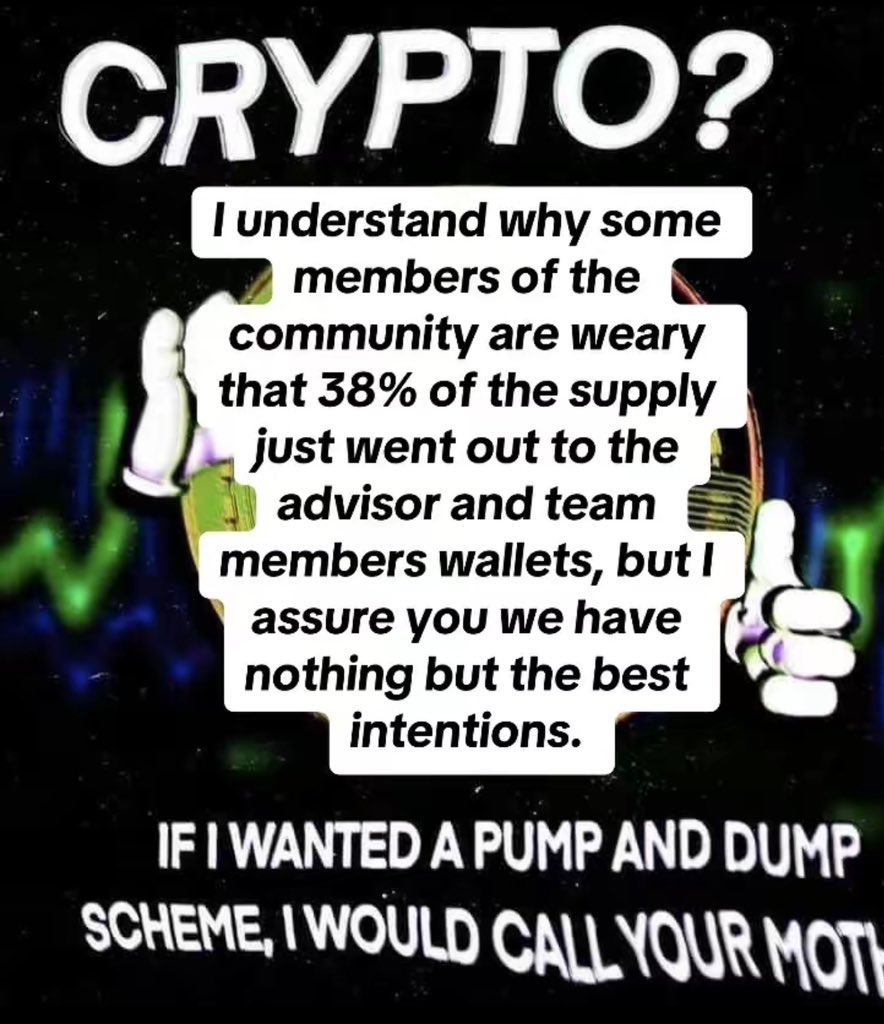 CRYPTO?
I understand why some
members of the
community are weary
that 38% of the supply
just went out to the
advisor and team
members wallets, but I
assure you we have
nothing but the best
intentions.
IF I WANTED A PUMP AND DUMP
SCHEME, I WOULD CALL YOUR MOTH